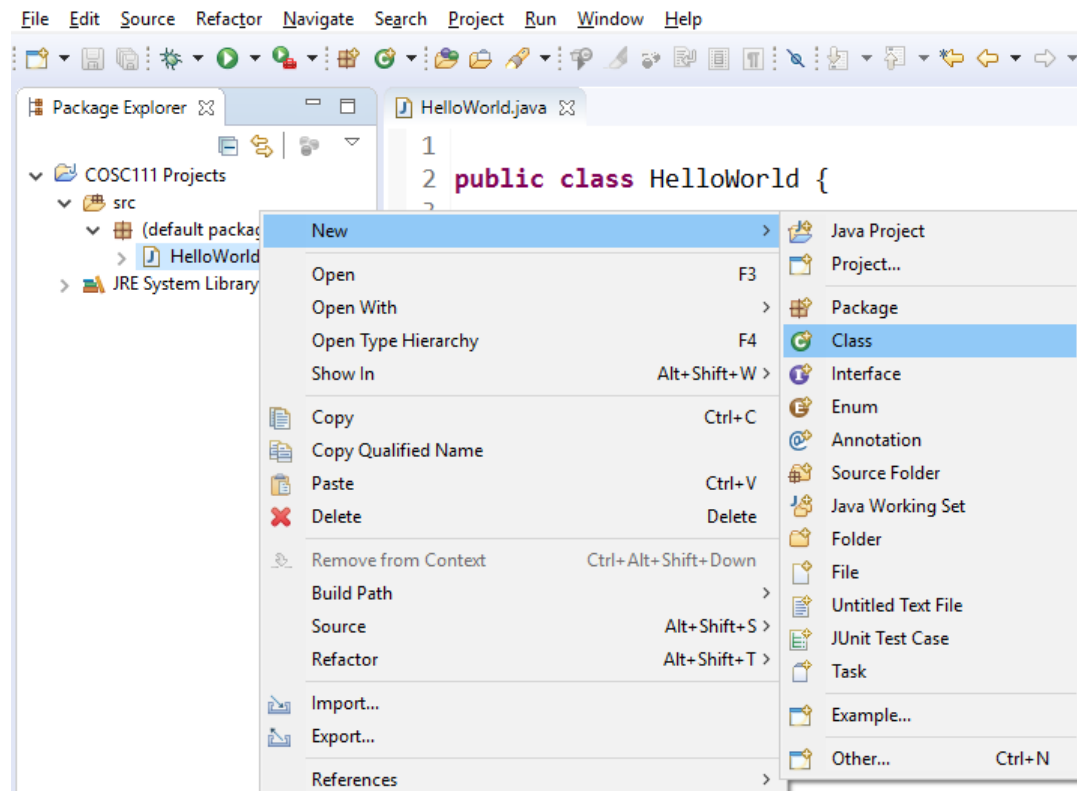 File Edit Source Refactor Navigate Search Project Run Window Help
Package Explorer
HelloWorld.java
COSC111 Projects
src
(default packag
HelloWorld
JRE System Library
1
2 public class HelloWorld {
New
Open F3
Open With
Open Type Hierarchy F4
Show In Alt+Shift+W
Copy Ctrl+C
Copy Qualified Name
Paste Ctrl+V
Delete Delete
Remove from Context Ctrl+Alt+Shift+Down
Build Path
Source Alt+Shift+S
Refactor Alt+Shift+T
Import...
Export...
References
Java Project
Project...
Package
Class
Interface
Enum
Annotation
Source Folder
Java Working Set
Folder
File
Untitled Text File
JUnit Test Case
Task
Example...
Other... Ctrl+N